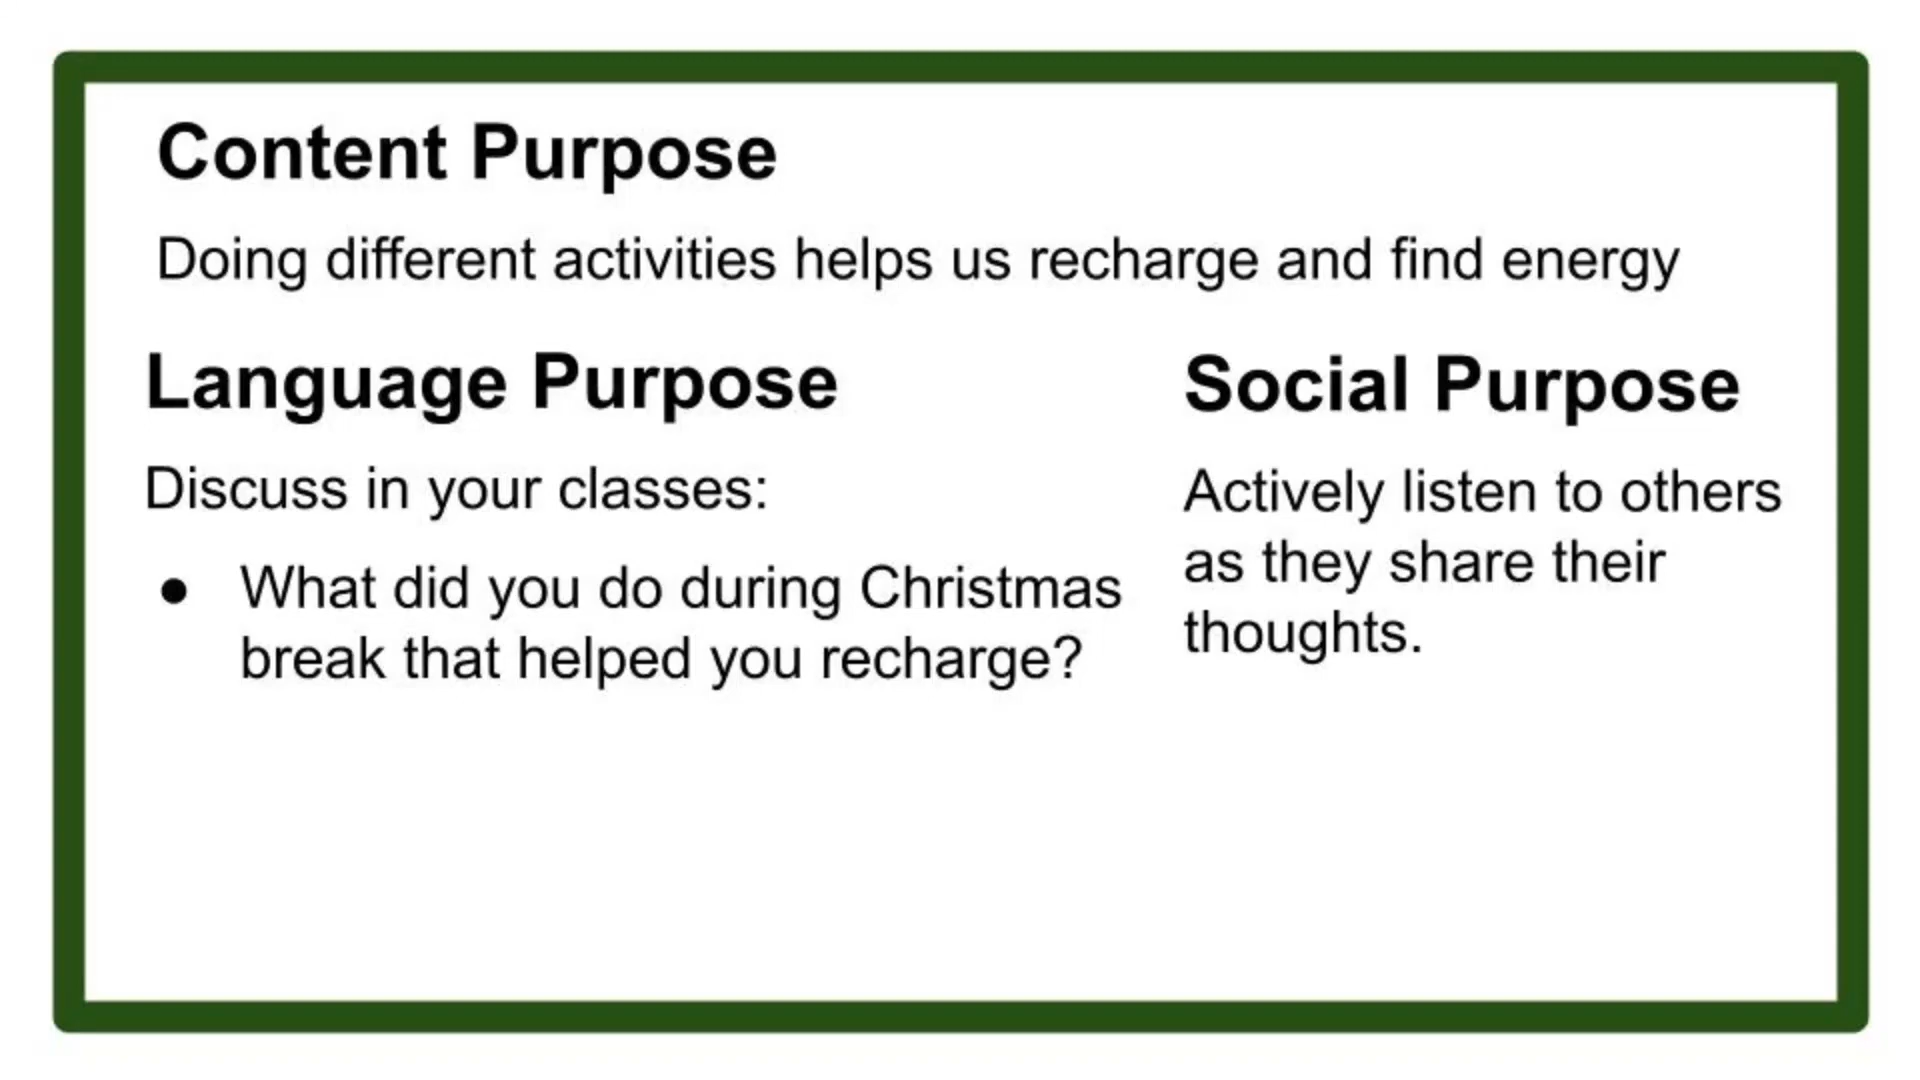 Content Purpose
Doing different activities helps us recharge and find energy
Language Purpose
Discuss in your classes:
● What did you do during Christmas
break that helped you recharge?
Social Purpose
Actively listen to others
as they share their
thoughts.